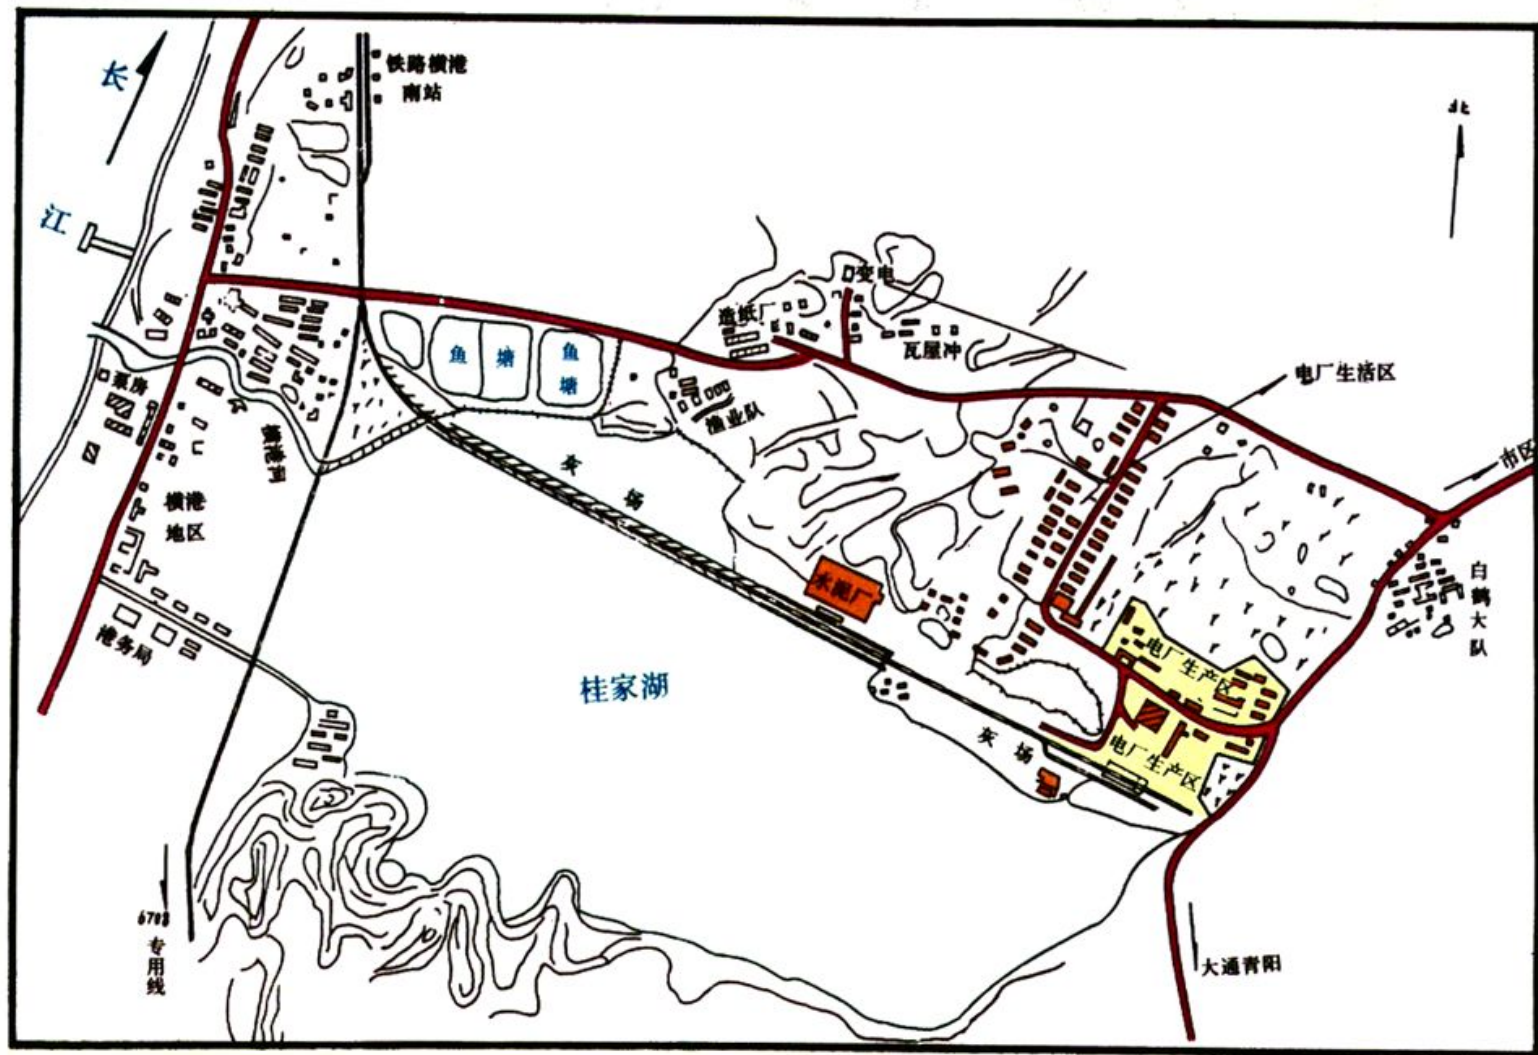 长
江
铁路横港
南站
北
变电
造纸厂
瓦屋冲
鱼
塘
鱼
塘
电厂生活区
泵房
渔业队
市区
横港河
灰
场
横港
地区
水泥厂
白
鹤
大
队
港务局
电厂生产区
桂家湖
灰场
电厂生产区
6703
专
用
线
大通青阳